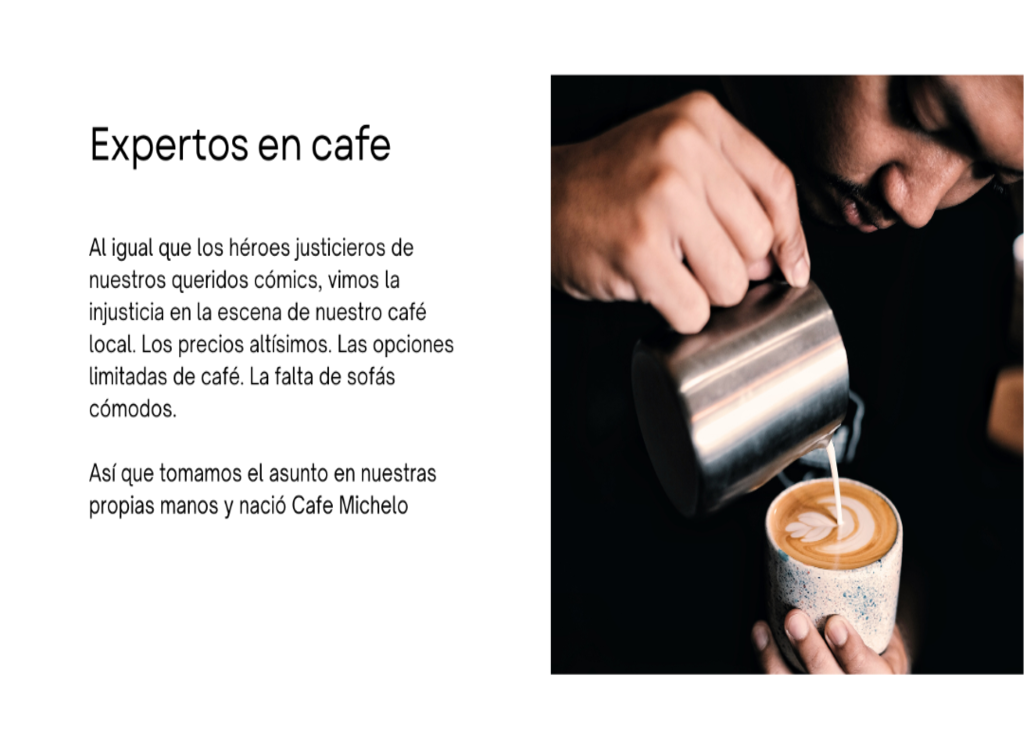 Expertos en cafe
Al igual que los héroes justicieros de
nuestros queridos cómics, vimos la
injusticia en la escena de nuestro café
local. Los precios altísimos. Las opciones
limitadas de café. La falta de sofás
cómodos.
Así que tomamos el asunto en nuestras
propias manos y nació Cafe Michelo